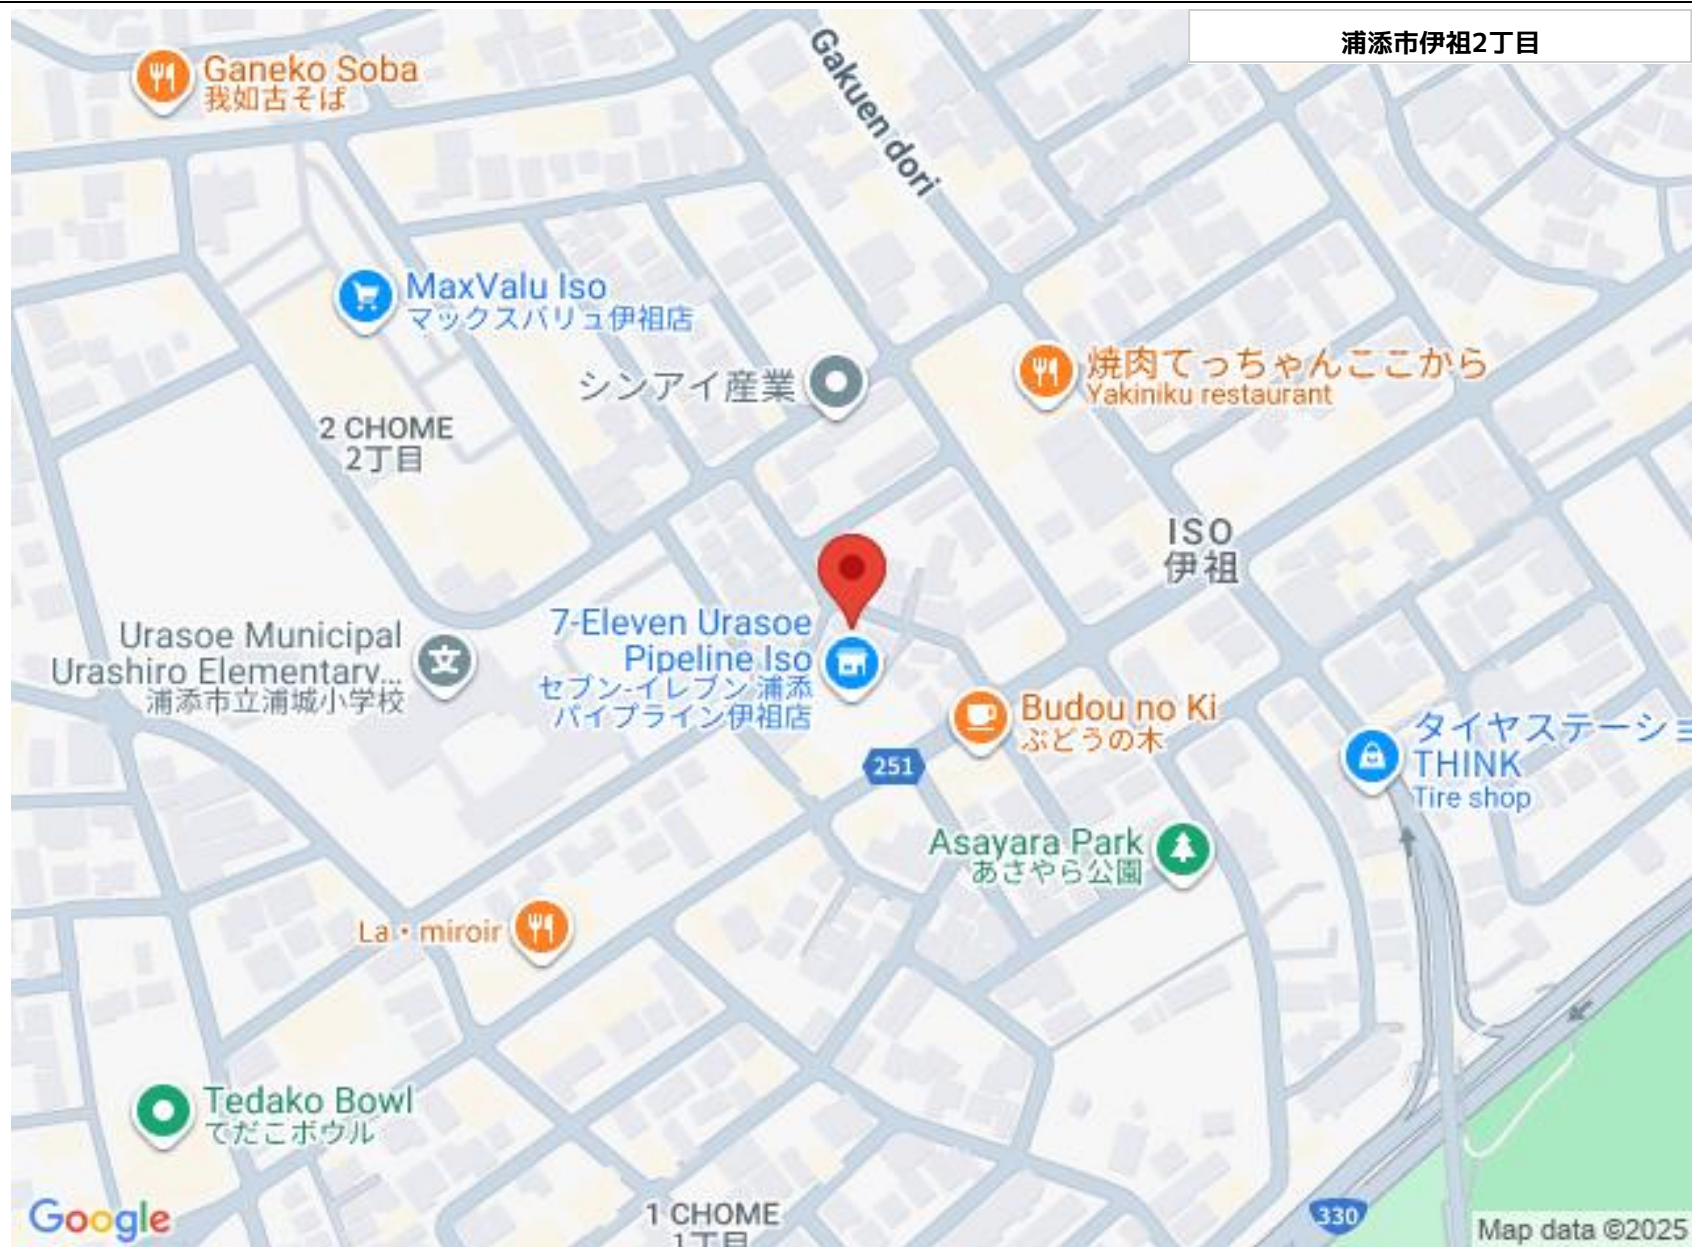 浦添市伊祖2丁目
Gakuen dori
Ganeko Soba
我如古そば
MaxValu Iso
マックスバリュ伊祖店
シンアイ産業
焼肉てっちゃんここから
Yakiniku restaurant
2 CHOME
2丁目
ISO
伊祖
7-Eleven Urasoe
Pipeline Iso
セブン-イレブン 浦添
パイプライン伊祖店
Urasoe Municipal
Urashiro Elementary...
浦添市立浦城小学校
Budou no Ki
ぶどうの木
251
タイヤステーショ
THINK
Tire shop
Asayara Park
あさやら公園
La・miroir
Tedako Bowl
てだこボウル
1 CHOME
1丁目
330
Google
Map data ©2025